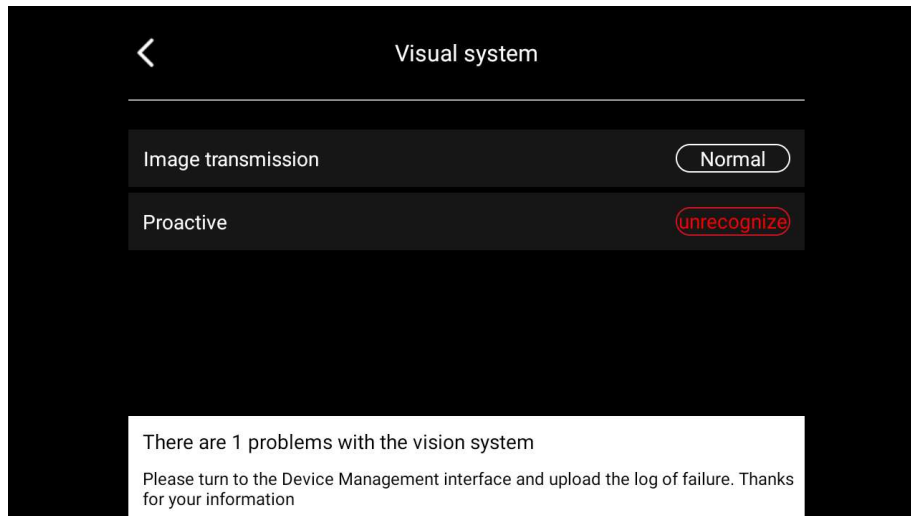 Visual system
Image transmission
Normal
Proactive
unrecognize
There are 1 problems with the vision system
Please turn to the Device Management interface and upload the log of failure. Thanks
for your information